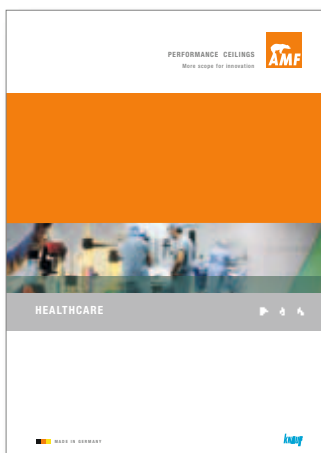 PERFORMANCE CEILINGS
More scope for innovation
AMF
HEALTHCARE
MADE IN GERMANY
knauf